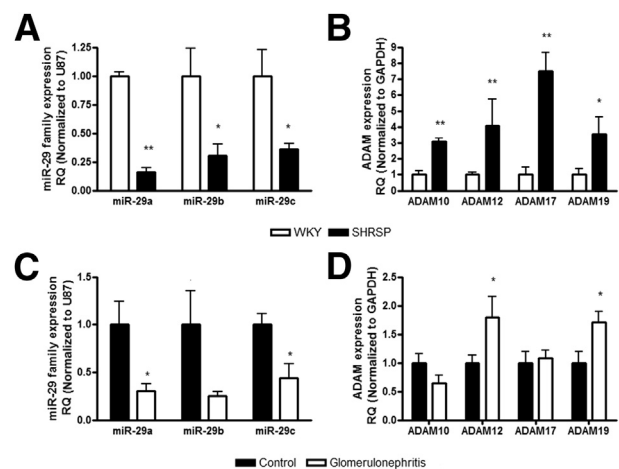 A
miR-29 family expression
RQ (Normalized to U87)
1.25
1.00
0.75
0.50
0.25
0.00
**
*
*
miR-29a miR-29b miR-29c
B
ADAM expression
RQ (Normalized to GAPDH)
9
8
7
6
5
4
3
2
1
0
**
**
**
*
ADAM10 ADAM12 ADAM17 ADAM19
WKY SHRSP
C
miR-29 family expression
RQ (Normalized to U87)
1.5
1.0
0.5
0.0
*
*
miR-29a miR-29b miR-29c
D
ADAM expression
RQ (Normalized to GAPDH)
2.5
2.0
1.5
1.0
0.5
0.0
*
*
ADAM10 ADAM12 ADAM17 ADAM19
Control Glomerulonephritis